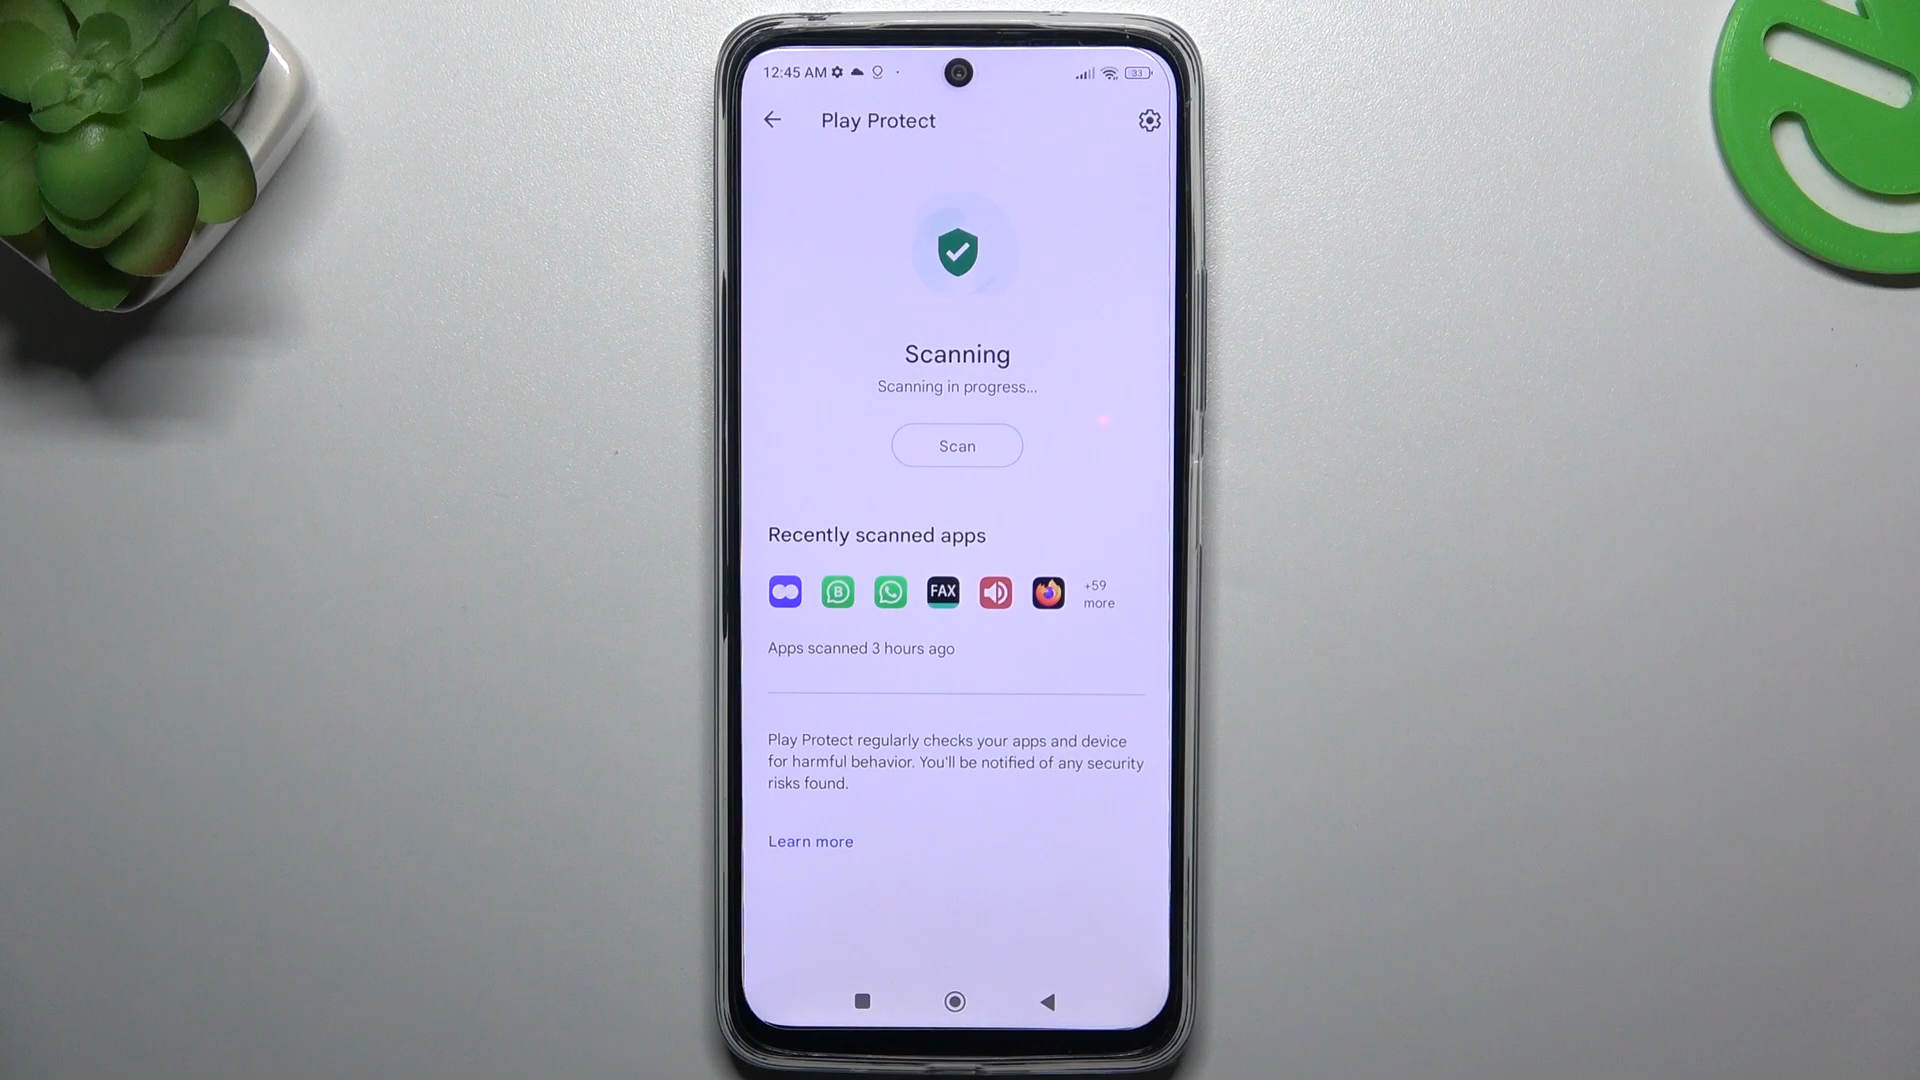 12:45 AM
33
Play Protect
Scanning
Scanning in progress...
Scan
Recently scanned apps
B
FAX
+59
more
Apps scanned 3 hours ago
Play Protect regularly checks your apps and device
for harmful behavior. You'll be notified of any security
risks found.
Learn more